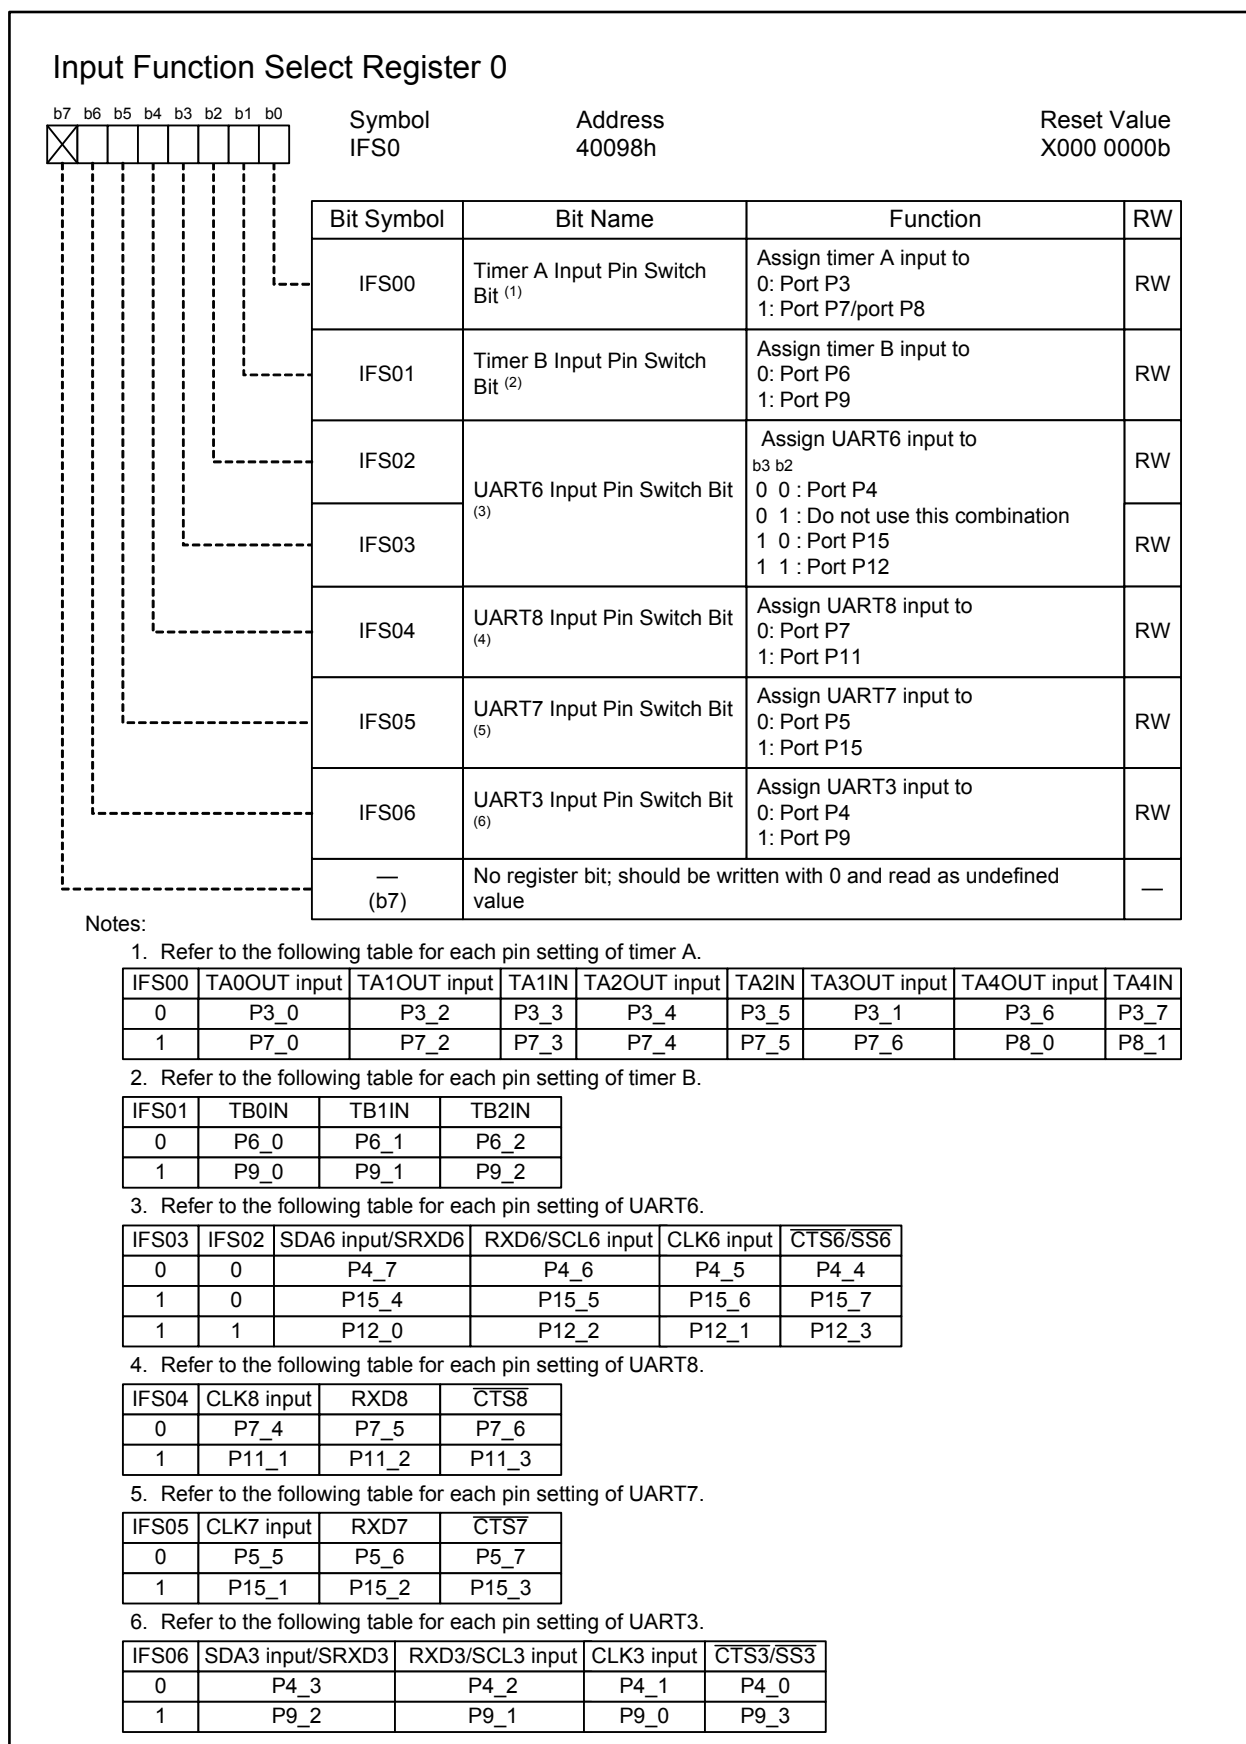 Input Function Select Register 0
b7 b6 b5 b4 b3 b2 b1 b0
Symbol Address Reset Value
IFS0 40098h X000 0000b
Bit Symbol Bit Name Function RW
IFS00 Timer A Input Pin Switch Bit (1) Assign timer A input to RW
0: Port P3
1: Port P7/port P8
IFS01 Timer B Input Pin Switch Bit (2) Assign timer B input to RW
0: Port P6
1: Port P9
IFS02 Assign UART6 input to RW
b3 b2
UART6 Input Pin Switch Bit (3) 0 0 : Port P4
0 1 : Do not use this combination
IFS03 1 0 : Port P15 RW
1 1 : Port P12
IFS04 UART8 Input Pin Switch Bit (4) Assign UART8 input to RW
0: Port P7
1: Port P11
IFS05 UART7 Input Pin Switch Bit (5) Assign UART7 input to RW
0: Port P5
1: Port P15
IFS06 UART3 Input Pin Switch Bit (6) Assign UART3 input to RW
0: Port P4
1: Port P9
— No register bit; should be written with 0 and read as undefined —
(b7) value
Notes:
1. Refer to the following table for each pin setting of timer A.
IFS00 TA0OUT input TA1OUT input TA1IN TA2OUT input TA2IN TA3OUT input TA4OUT input TA4IN
0 P3_0 P3_2 P3_3 P3_4 P3_5 P3_1 P3_6 P3_7
1 P7_0 P7_2 P7_3 P7_4 P7_5 P7_6 P8_0 P8_1
2. Refer to the following table for each pin setting of timer B.
IFS01 TB0IN TB1IN TB2IN
0 P6_0 P6_1 P6_2
1 P9_0 P9_1 P9_2
3. Refer to the following table for each pin setting of UART6.
IFS03 IFS02 SDA6 input/SRXD6 RXD6/SCL6 input CLK6 input CTS6/SS6
0 0 P4_7 P4_6 P4_5 P4_4
1 0 P15_4 P15_5 P15_6 P15_7
1 1 P12_0 P12_2 P12_1 P12_3
4. Refer to the following table for each pin setting of UART8.
IFS04 CLK8 input RXD8 CTS8
0 P7_4 P7_5 P7_6
1 P11_1 P11_2 P11_3
5. Refer to the following table for each pin setting of UART7.
IFS05 CLK7 input RXD7 CTS7
0 P5_5 P5_6 P5_7
1 P15_1 P15_2 P15_3
6. Refer to the following table for each pin setting of UART3.
IFS06 SDA3 input/SRXD3 RXD3/SCL3 input CLK3 input CTS3/SS3
0 P4_3 P4_2 P4_1 P4_0
1 P9_2 P9_1 P9_0 P9_3